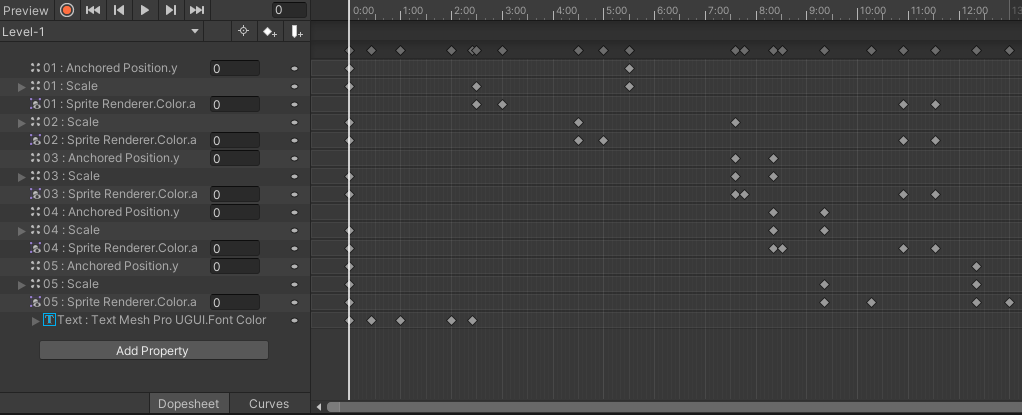 Preview 0 0:00 1:00 2:00 3:00 4:00 5:00 6:00 7:00 8:00 9:00 10:00 11:00 12:00 13
Level-1
01 : Anchored Position.y 0
01 : Scale
01 : Sprite Renderer.Color.a 0
02 : Scale
02 : Sprite Renderer.Color.a 0
03 : Anchored Position.y 0
03 : Scale
03 : Sprite Renderer.Color.a 0
04 : Anchored Position.y 0
04 : Scale
04 : Sprite Renderer.Color.a 0
05 : Anchored Position.y 0
05 : Scale
05 : Sprite Renderer.Color.a 0
T Text : Text Mesh Pro UGUI.Font Color
Add Property
Dopesheet Curves